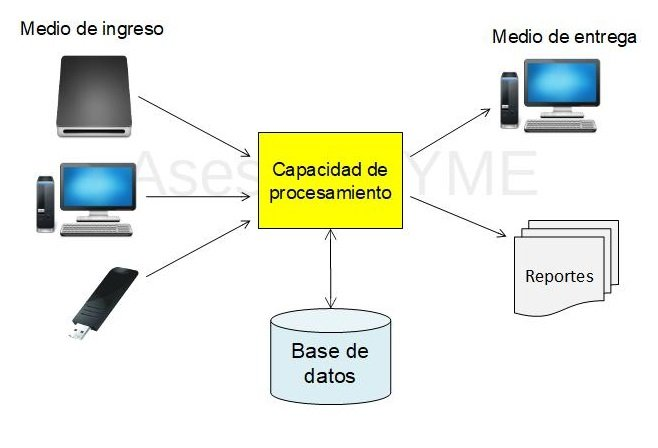 Medio de ingreso
Medio de entrega
Capacidad de
procesamiento
Reportes
Base de
datos